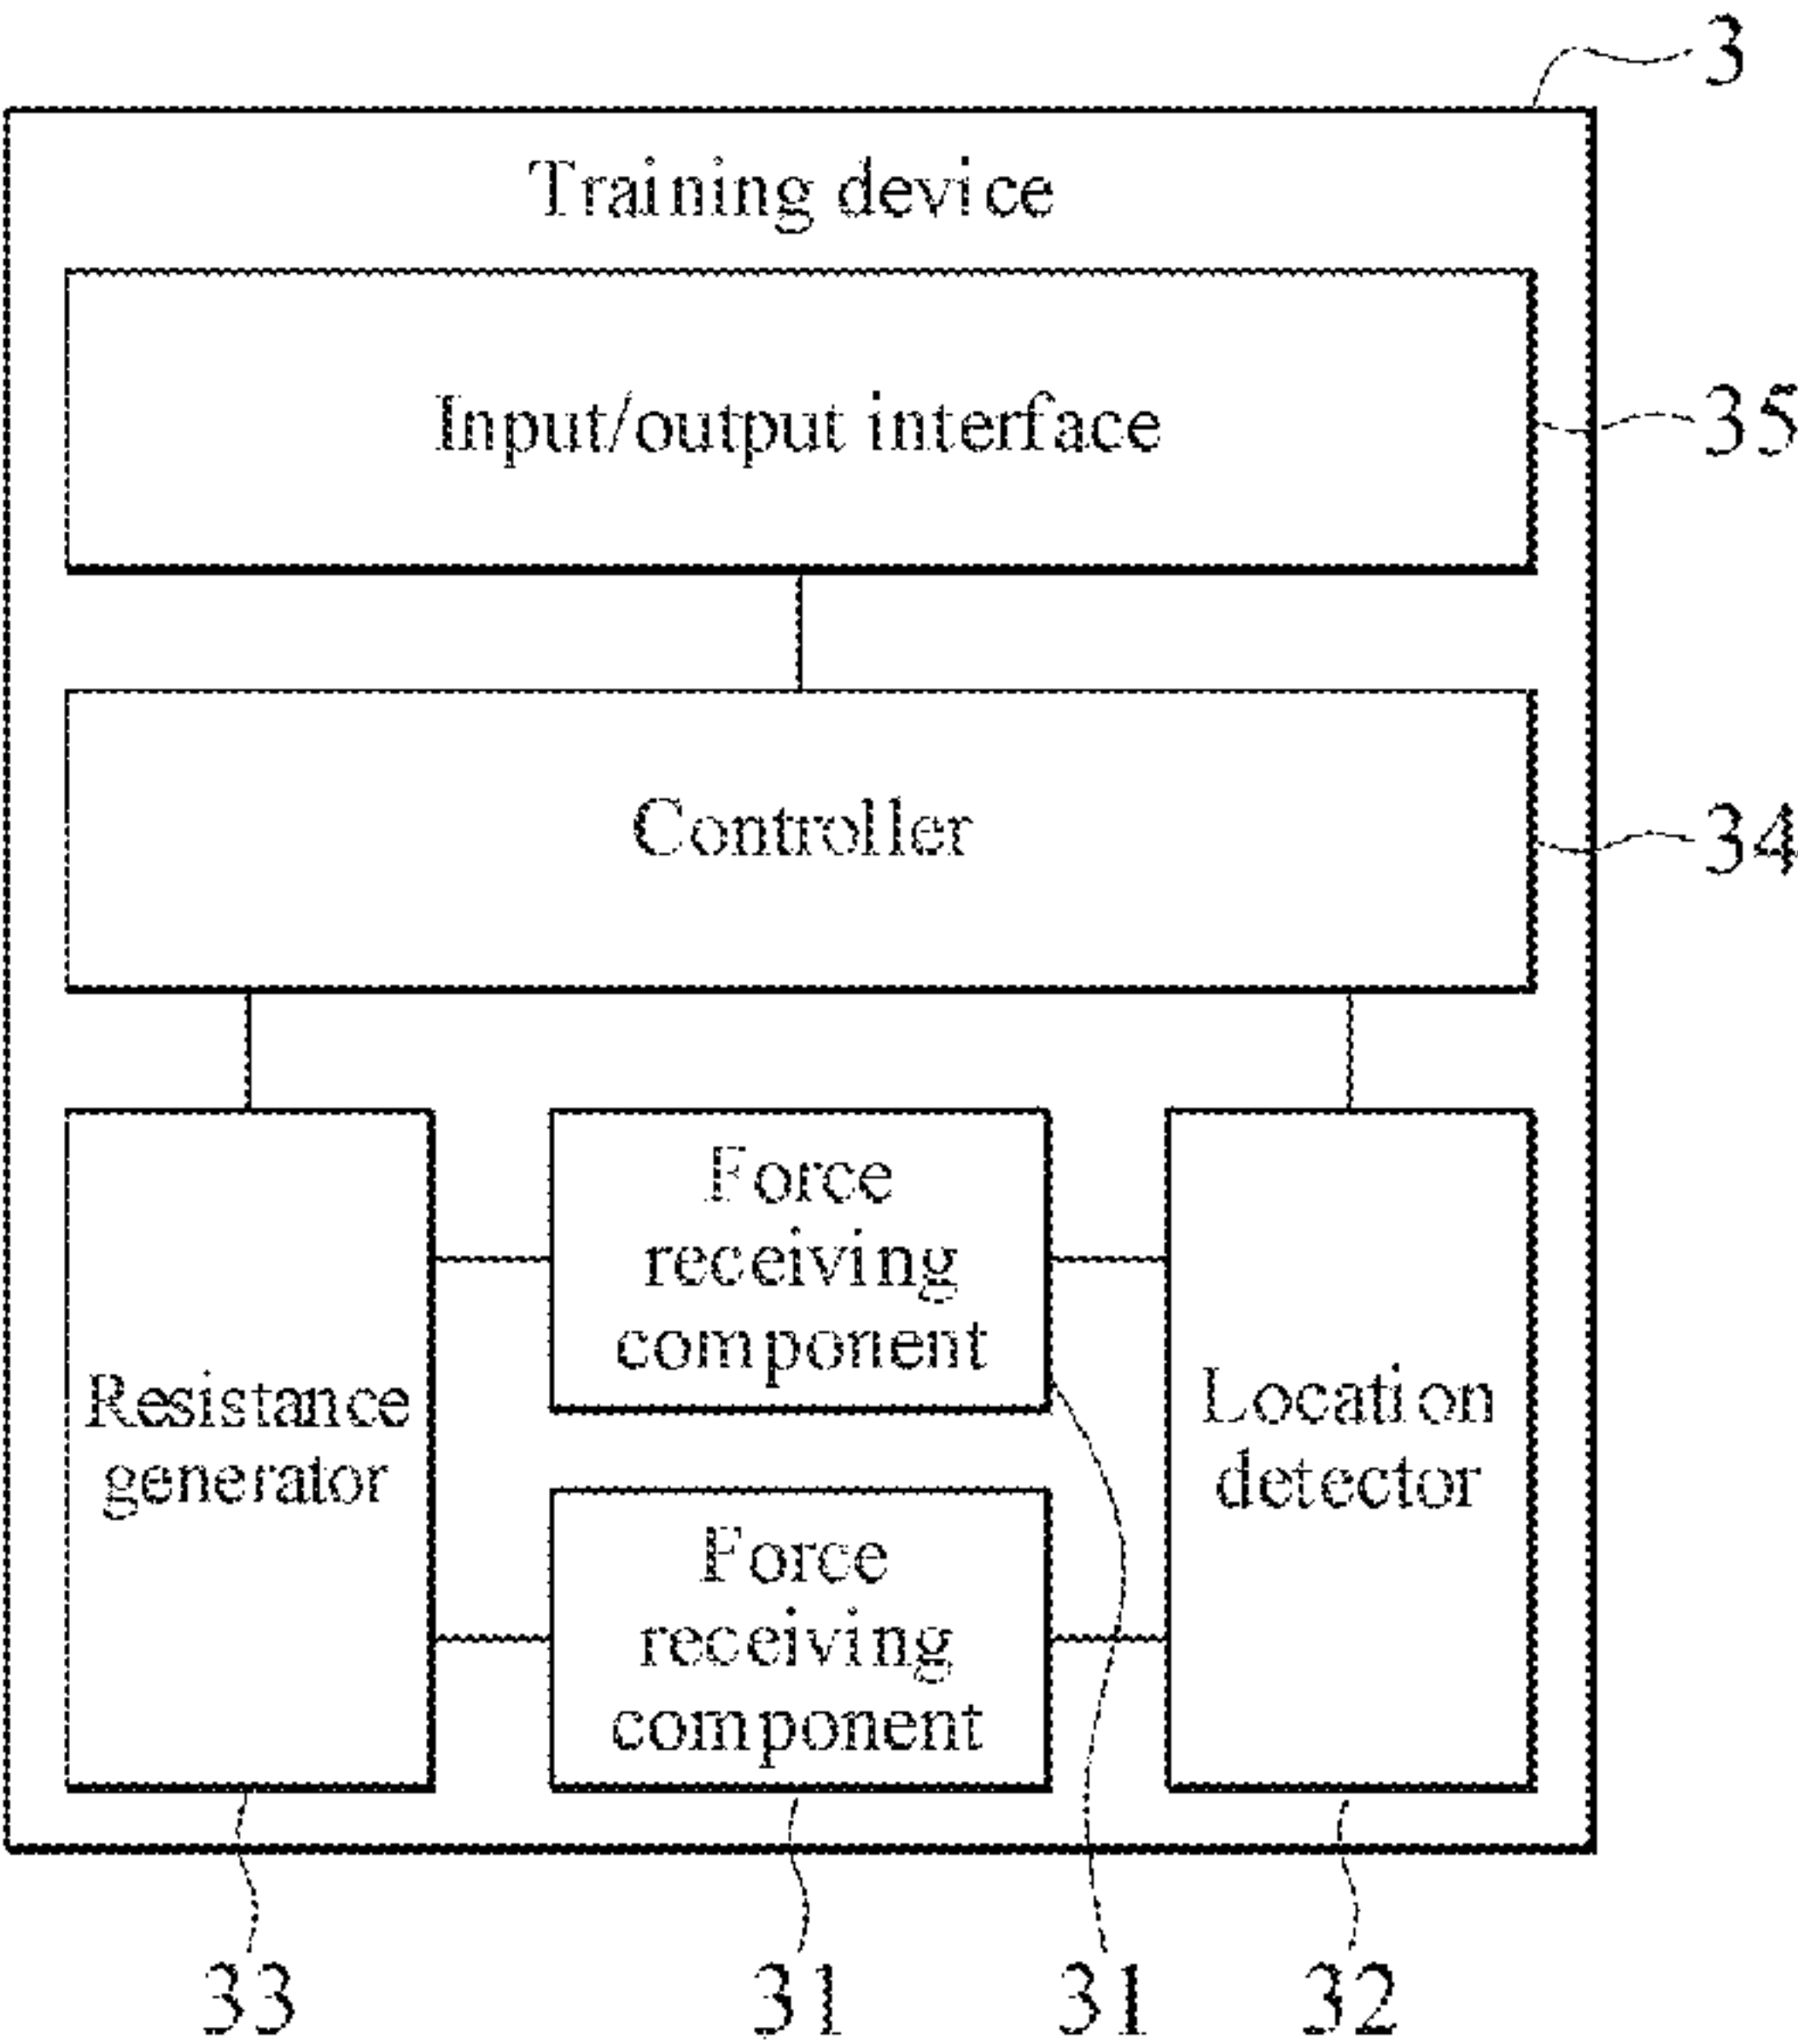 3
Training device
Input/output interface
35
Controller
34
Force
receiving
component
Resistance
generator
Location
detector
Force
receiving
component
33
31
31
32